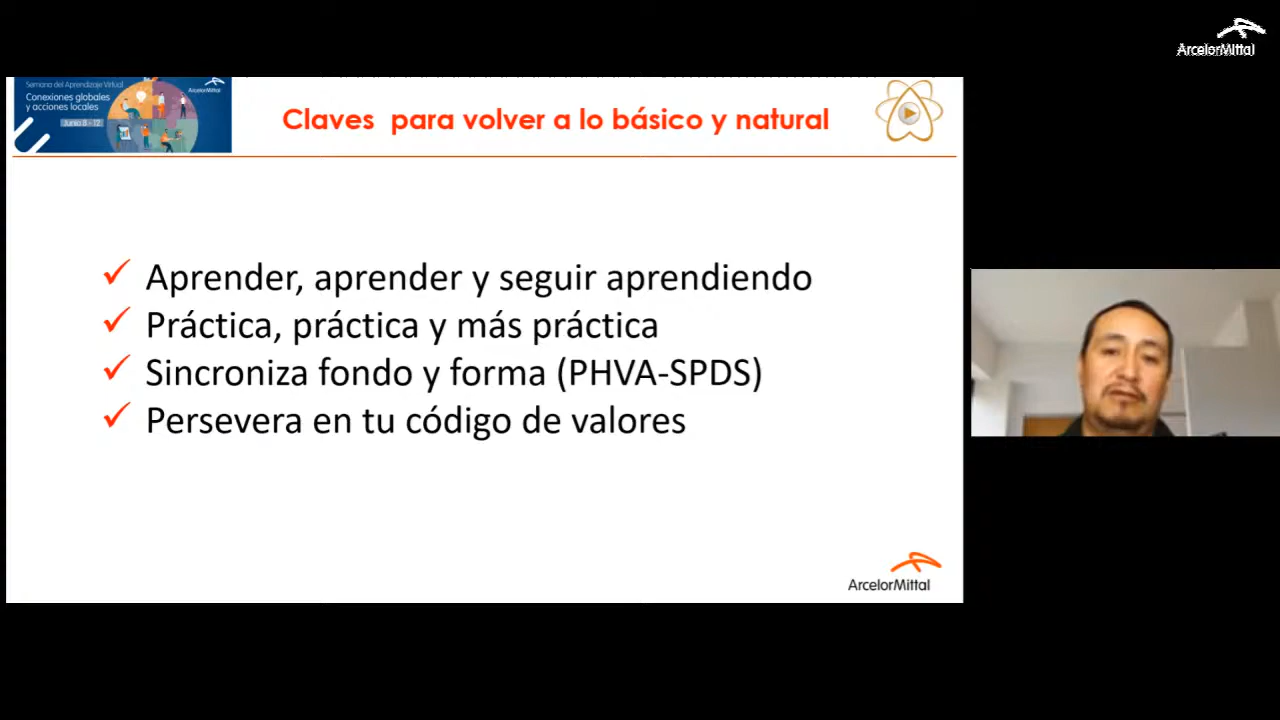 ArcelorMittal
Semana del Aprendizaje Virtual
Conexiones globales
y acciones locales
Junio 8 - 12
ArcelorMittal
Claves para volver a lo básico y natural
Aprender, aprender y seguir aprendiendo
Práctica, práctica y más práctica
Sincroniza fondo y forma (PHVA-SPDS)
Persevera en tu código de valores
ArcelorMittal